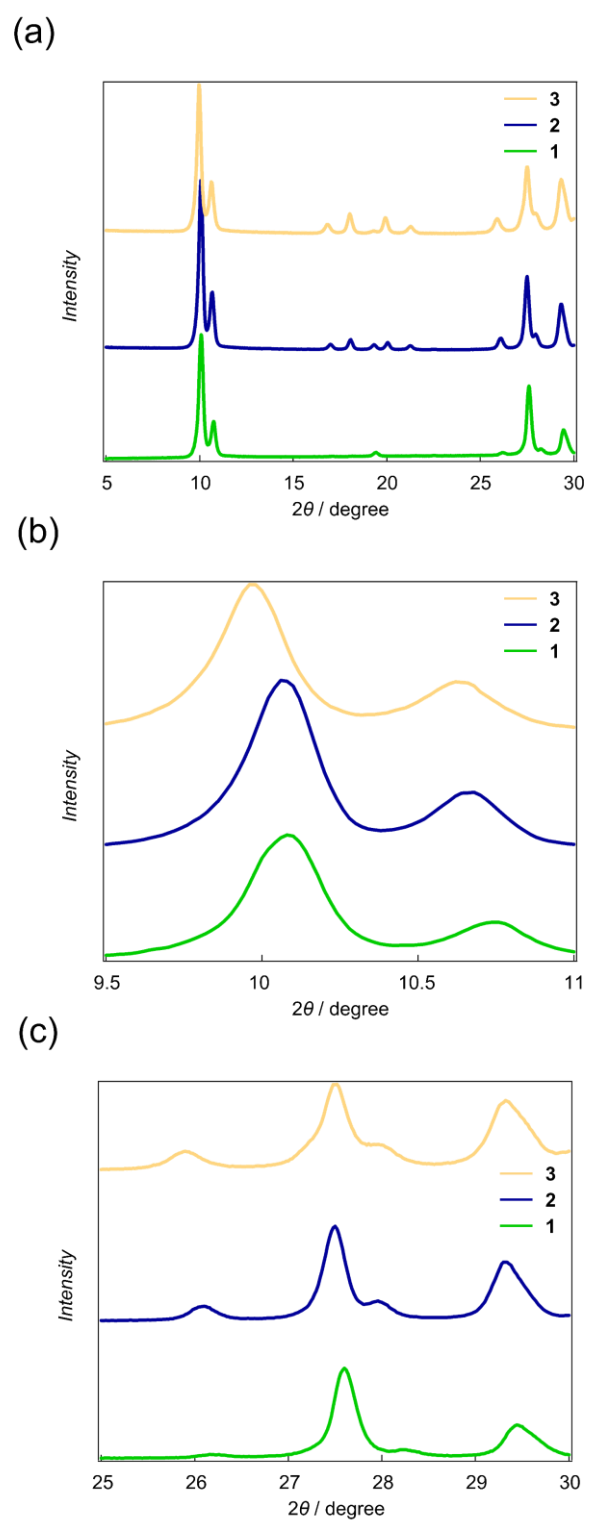 (a)
3
2
1
Intensity
5 10 15 20 25 30
2θ / degree
(b)
3
2
1
Intensity
9.5 10 10.5 11
2θ / degree
(c)
3
2
1
Intensity
25 26 27 28 29 30
2θ / degree